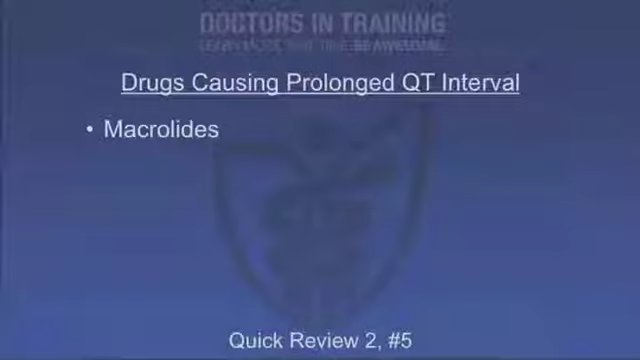 DOCTORS IN TRAINING
Drugs Causing Prolonged QT Interval
• Macrolides
Quick Review 2, #5